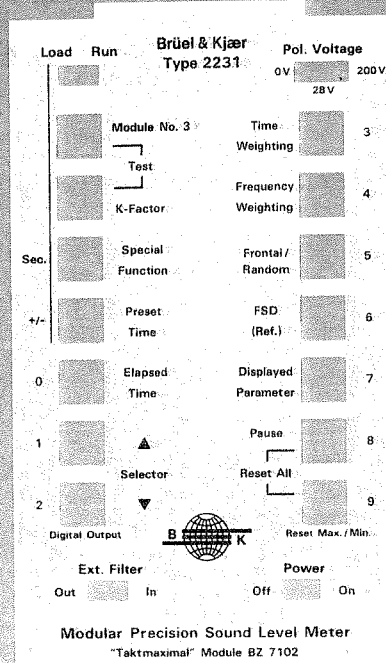 Load Run
Brüel & Kjær
Type 2231
Pol. Voltage
0 V 200 V
28 V
Module No. 3
Test
K-Factor
Time
Weighting
3
Frequency
Weighting
4
Sec.
Special
Function
Frontal /
Random
5
+/-
Preset
Time
FSD
(Ref.)
6
0
Elapsed
Time
Displayed
Parameter
7
1
▲
Selector
2
▼
Pause
8
Reset All
9
Digital Output
B K
Reset Max. / Min.
Ext. Filter
Out In
Power
Off On
Modular Precision Sound Level Meter
"Taktmaximal" Module BZ 7102